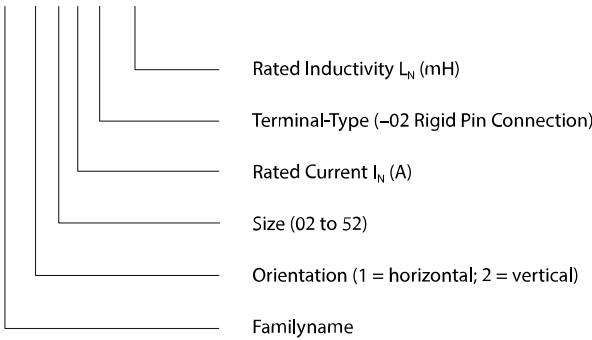 Rated Inductivity L_N (mH)
Terminal-Type (–02 Rigid Pin Connection)
Rated Current I_N (A)
Size (02 to 52)
Orientation (1 = horizontal; 2 = vertical)
Familyname